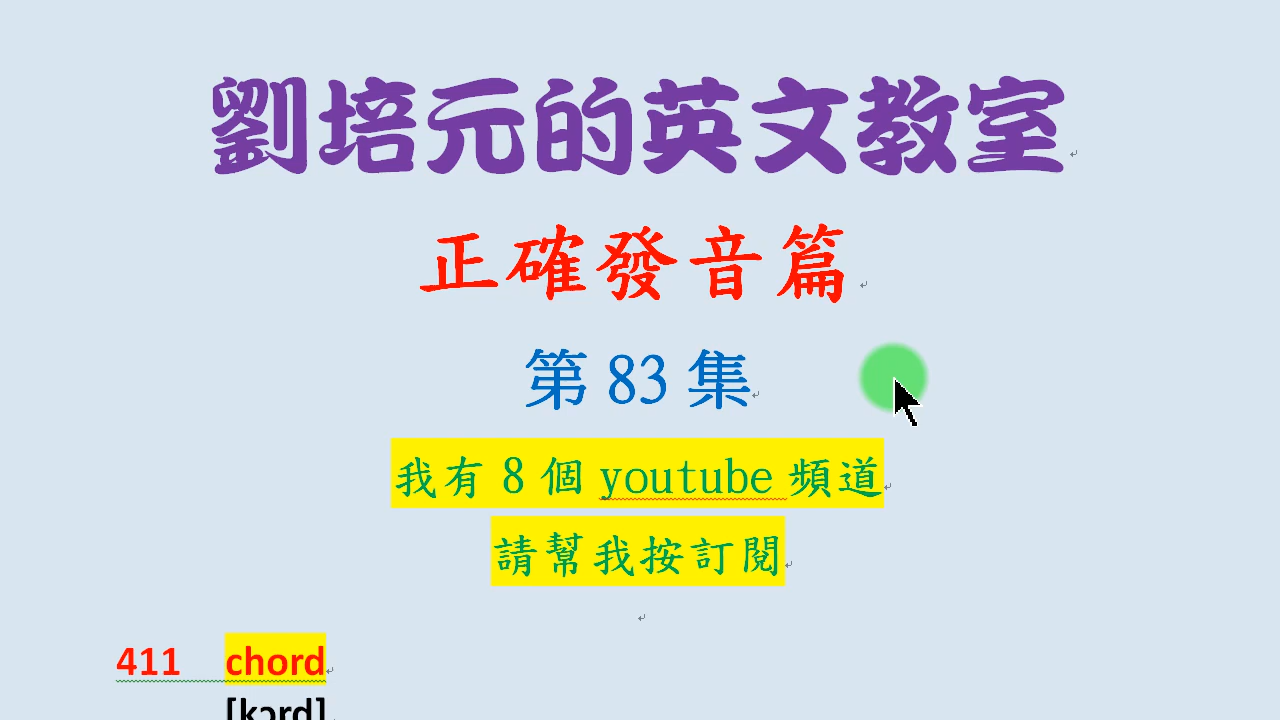 劉培元的英文教室
正確發音篇
第 83 集
我有 8 個 youtube 頻道
請幫我按訂閱
411 chord
[kɔrd]